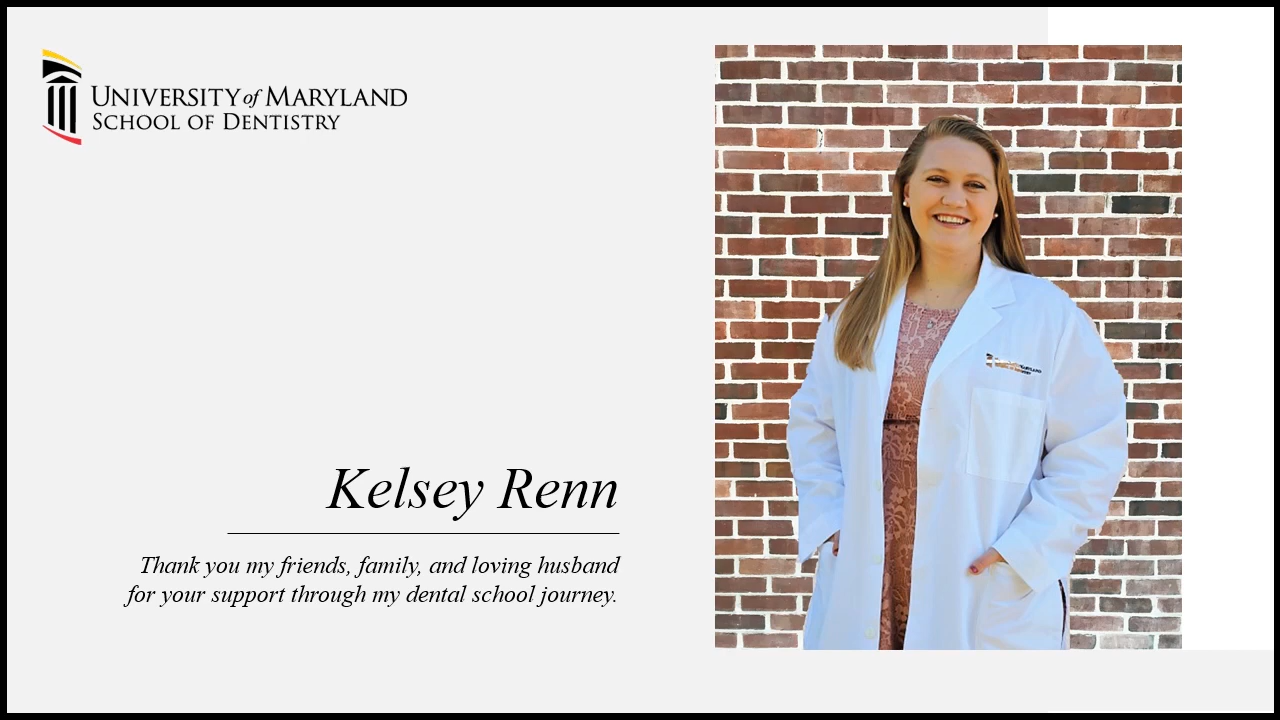 UNIVERSITY of MARYLAND
SCHOOL OF DENTISTRY
Kelsey Renn
Thank you my friends, family, and loving husband
for your support through my dental school journey.